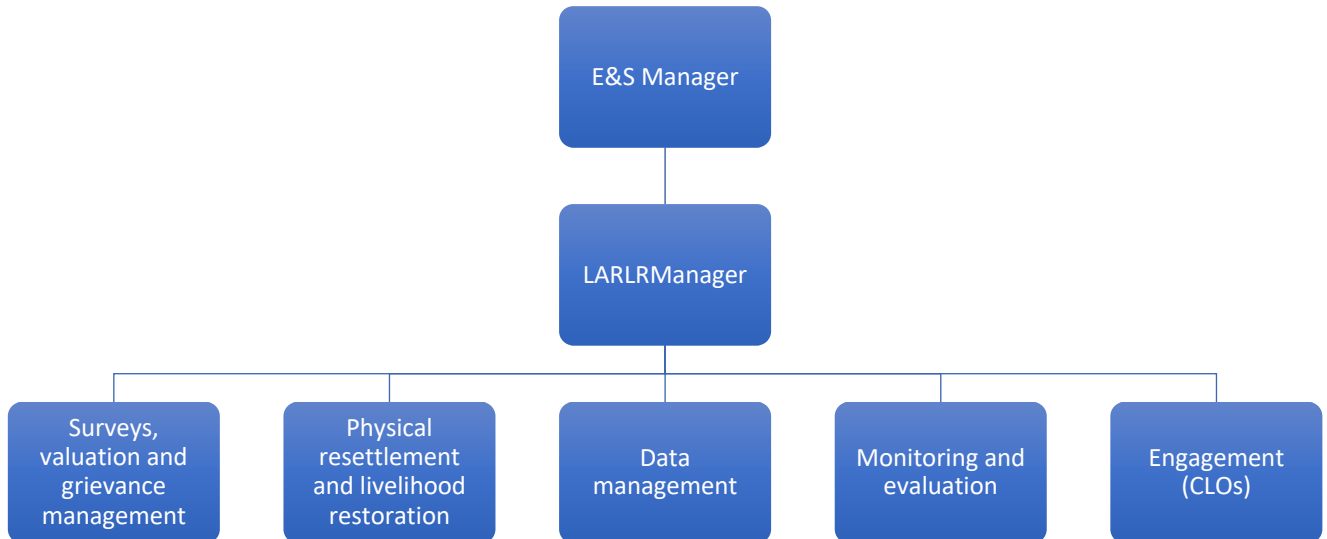 E&S Manager
LARLRManager
Surveys,
valuation and
grievance
management
Physical
resettlement
and livelihood
restoration
Data
management
Monitoring and
evaluation
Engagement
(CLOs)